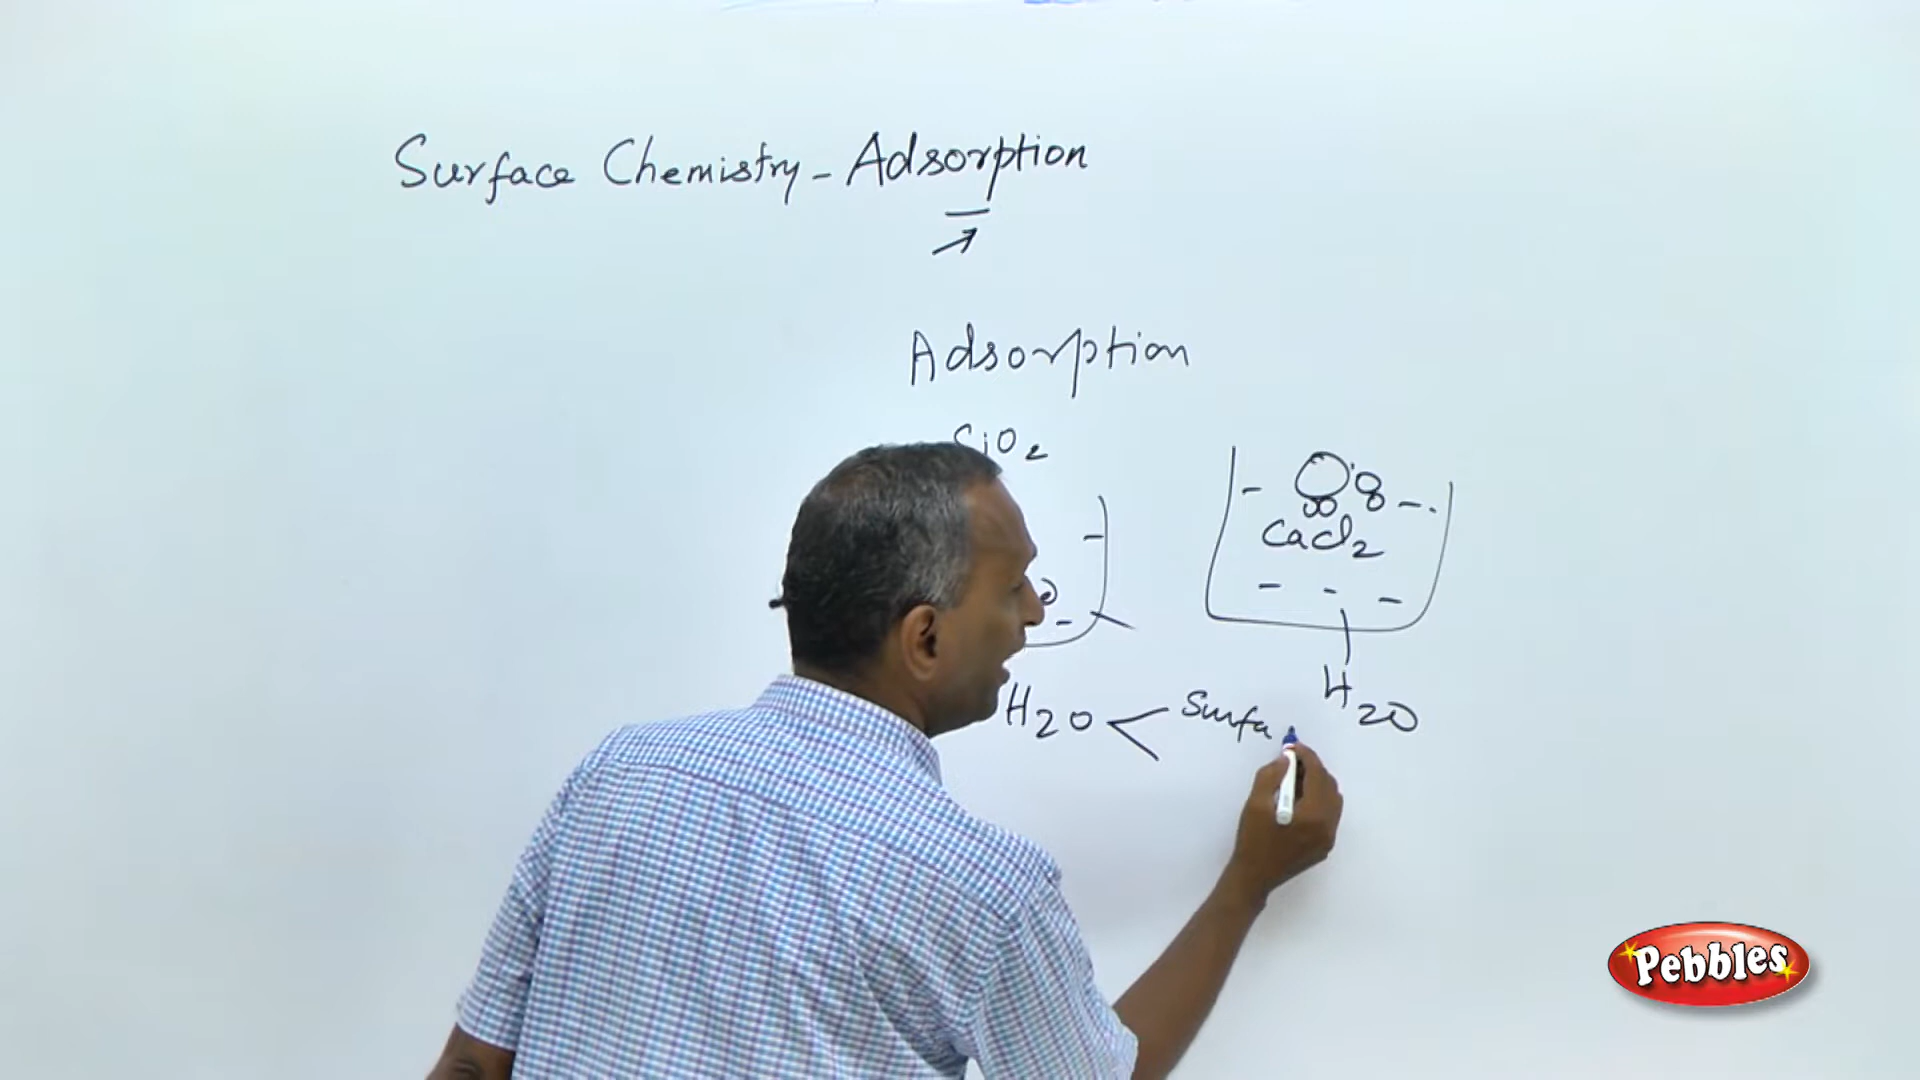 Surface Chemistry - Adsorption
Adsorption
SiO2
CaCl2
H2O
H2O < Surfa
Pebbles